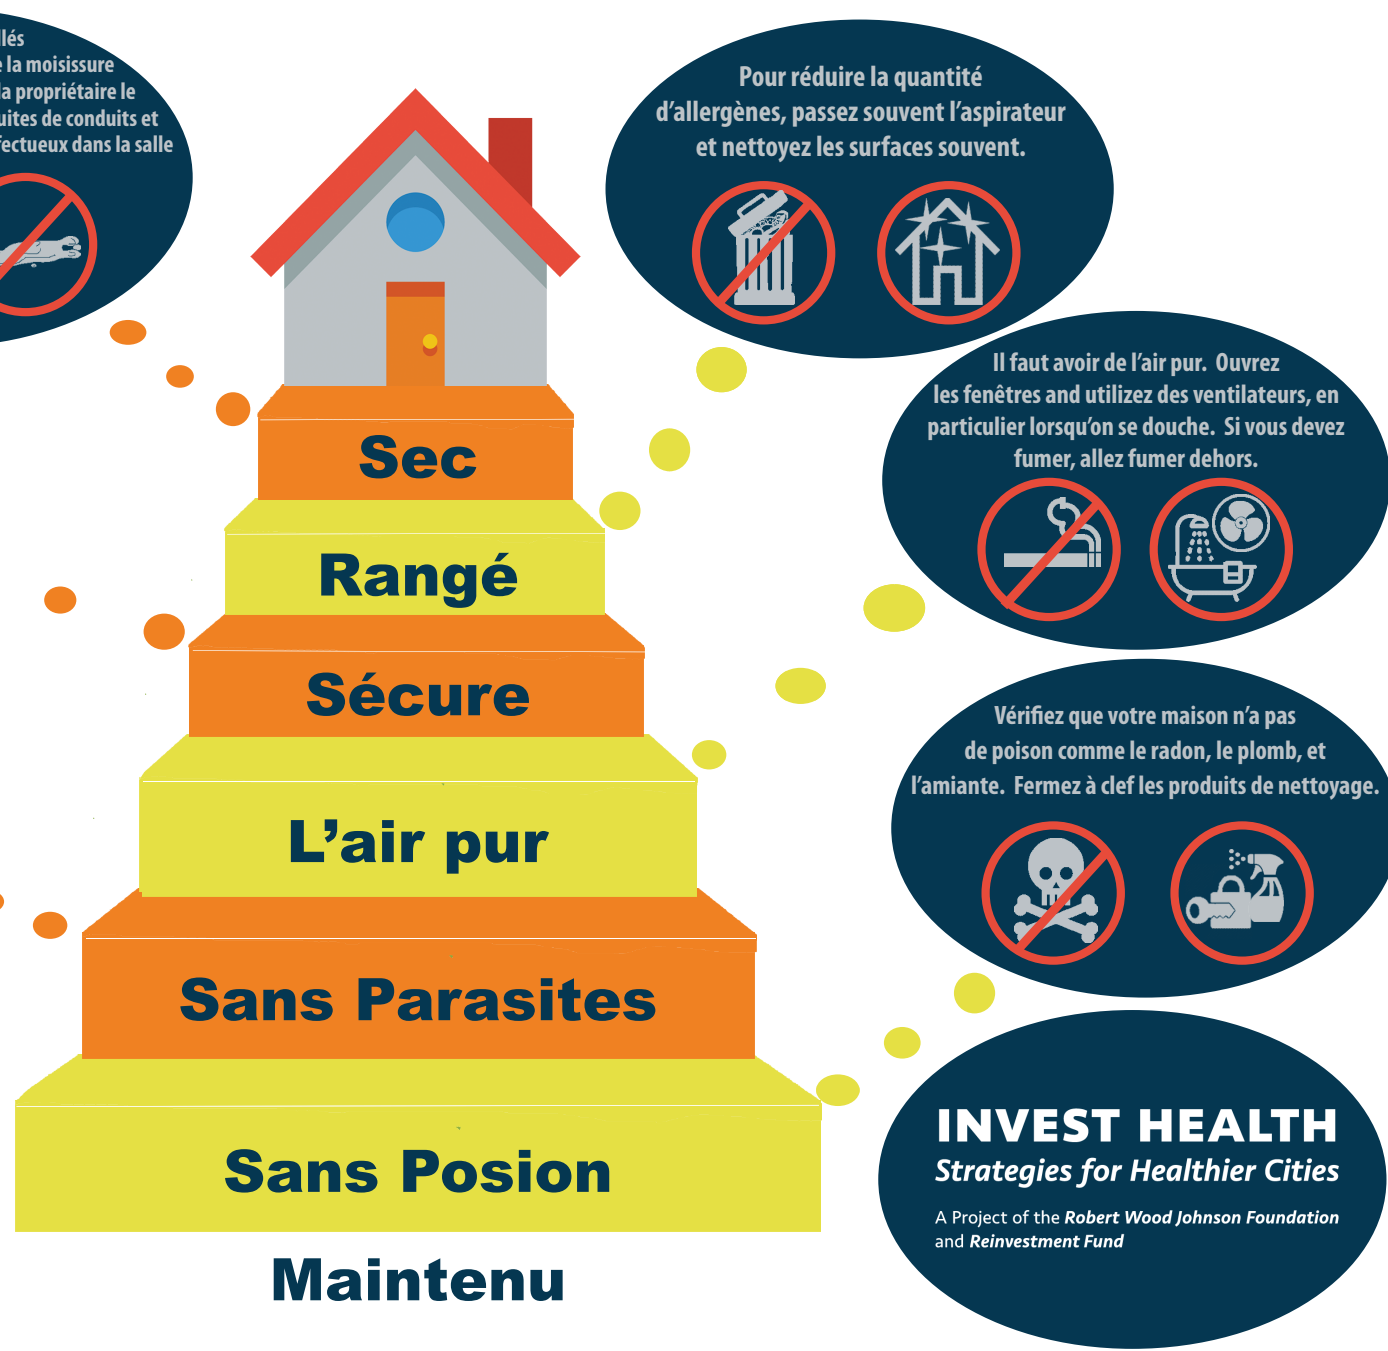 llés
e la moisissure
la propriétaire le
uites de conduits et
fectueux dans la salle
Pour réduire la quantité
d'allergènes, passez souvent l'aspirateur
et nettoyez les surfaces souvent.
Il faut avoir de l'air pur. Ouvrez
les fenêtres and utilizez des ventilateurs, en
particulier lorsqu'on se douche. Si vous devez
fumer, allez fumer dehors.
Vérifiez que votre maison n'a pas
de poison comme le radon, le plomb, et
l'amiante. Fermez à clef les produits de nettoyage.
Sec
Rangé
Sécure
L'air pur
Sans Parasites
Sans Posion
Maintenu
INVEST HEALTH
Strategies for Healthier Cities
A Project of the Robert Wood Johnson Foundation
and Reinvestment Fund